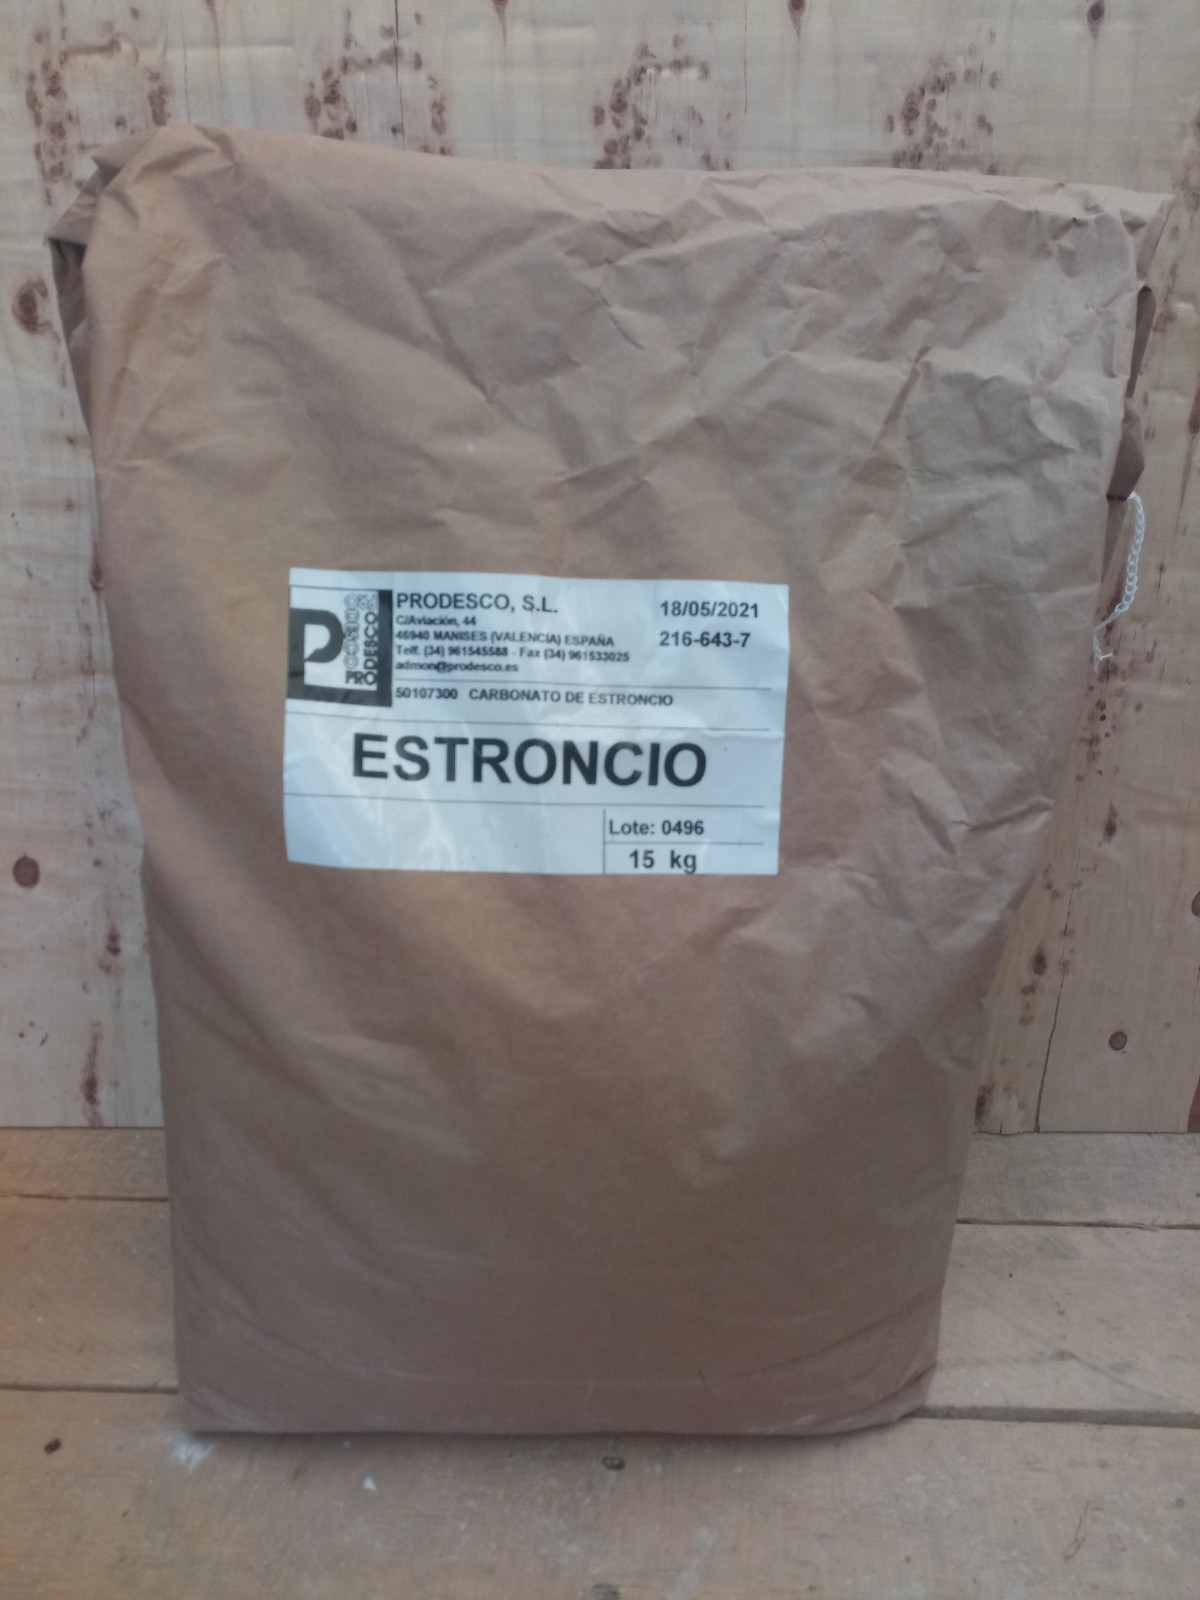 PRODESCO
PRODESCO, S.L.
18/05/2021
C/Aviación, 44
46940 MANISES (VALENCIA) ESPAÑA
216-643-7
Telf. (34) 961545588 - Fax (34) 961533025
admon@prodesco.es
50107300 CARBONATO DE ESTRONCIO
ESTRONCIO
Lote: 0496
15 kg